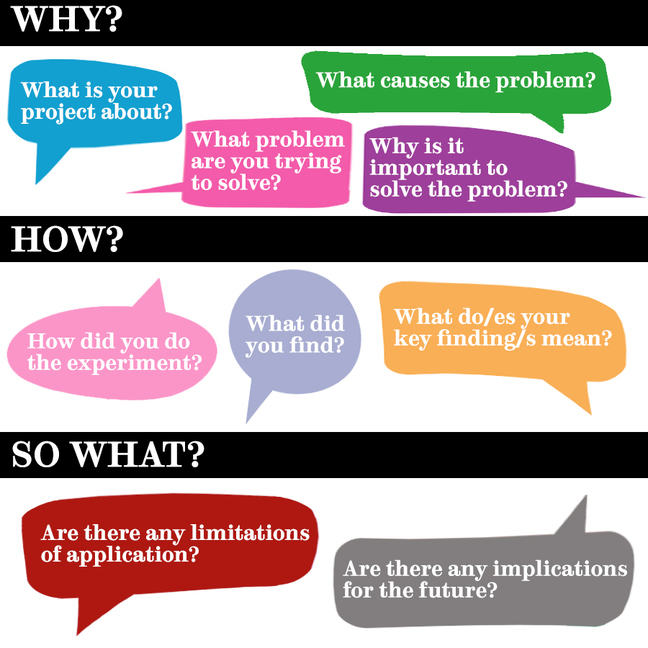 WHY?
What is your
project about?
What causes the problem?
What problem
are you trying
to solve?
Why is it
important to
solve the problem?
HOW?
How did you do
the experiment?
What did
you find?
What do/es your
key finding/s mean?
SO WHAT?
Are there any limitations
of application?
Are there any implications
for the future?